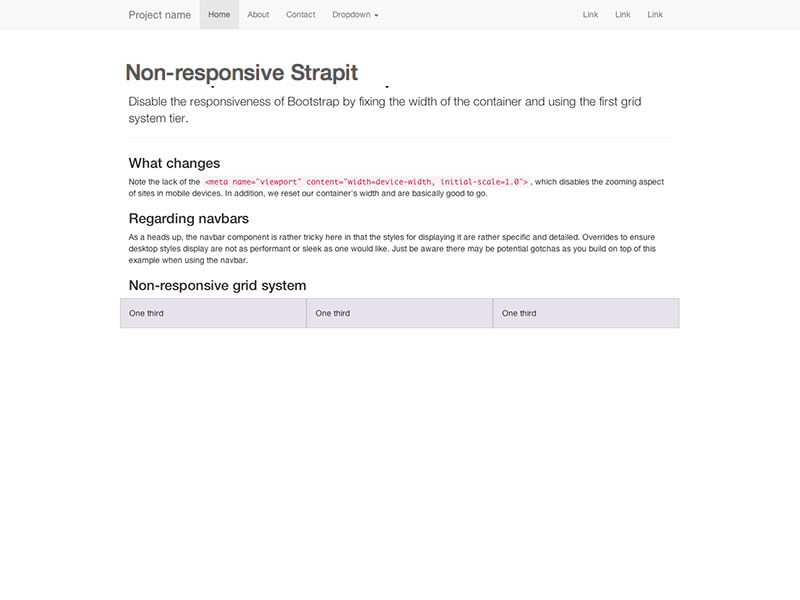 Project name Home About Contact Dropdown Link Link Link
Non-responsive Strapit
Disable the responsiveness of Bootstrap by fixing the width of the container and using the first grid
system tier.
What changes
Note the lack of the <meta name="viewport" content="width=device-width, initial-scale=1.0">, which disables the zooming aspect
of sites in mobile devices. In addition, we reset our container's width and are basically good to go.
Regarding navbars
As a heads up, the navbar component is rather tricky here in that the styles for displaying it are rather specific and detailed. Overrides to ensure
desktop styles display are not as performant or sleek as one would like. Just be aware there may be potential gotchas as you build on top of this
example when using the navbar.
Non-responsive grid system
One third One third One third